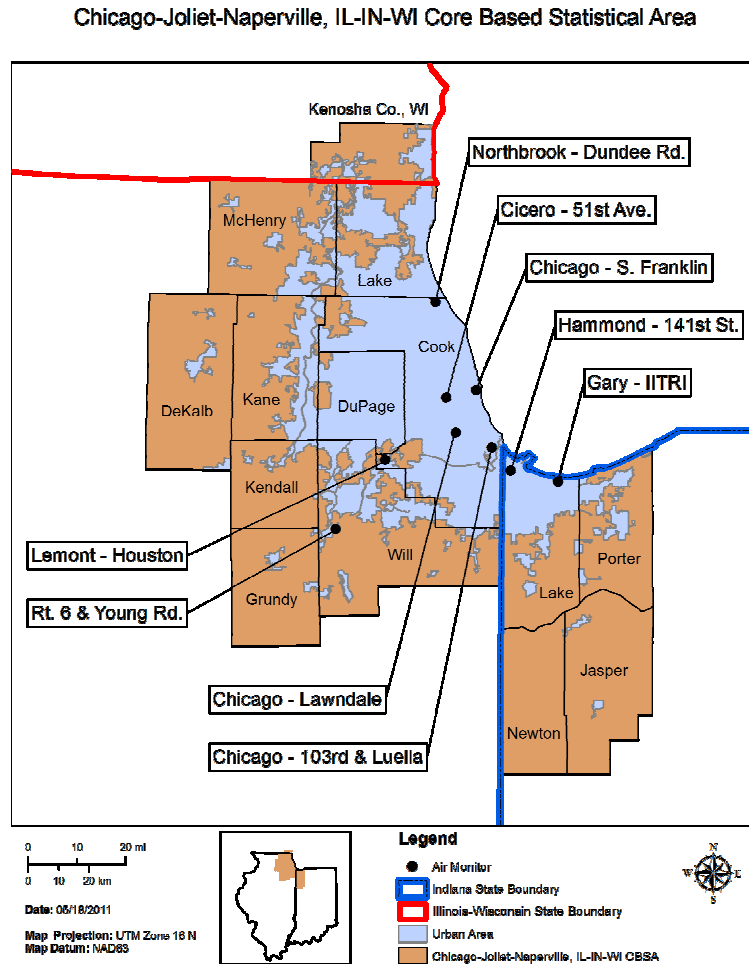 Chicago-Joliet-Naperville, IL-IN-WI Core Based Statistical Area
Kenosha Co., WI
Northbrook - Dundee Rd.
Cicero - 51st Ave.
McHenry
Chicago - S. Franklin
Lake
Hammond - 141st St.
Cook
Gary - IITRI
Kane
DuPage
DeKalb
Kendall
Lemont - Houston
Will
Porter
Lake
Grundy
Rt. 6 & Young Rd.
Jasper
Chicago - Lawndale
Newton
Chicago - 103rd & Luella
0 10 20 mi
0 10 20 km
Date: 05/18/2011
Map Projection: UTM Zone 16 N
Map Datum: NAD83
Legend
Air Monitor
Indiana State Boundary
Illinois-Wisconsin State Boundary
Urban Area
Chicago-Joliet-Naperville, IL-IN-WI CBSA
N
W E
S